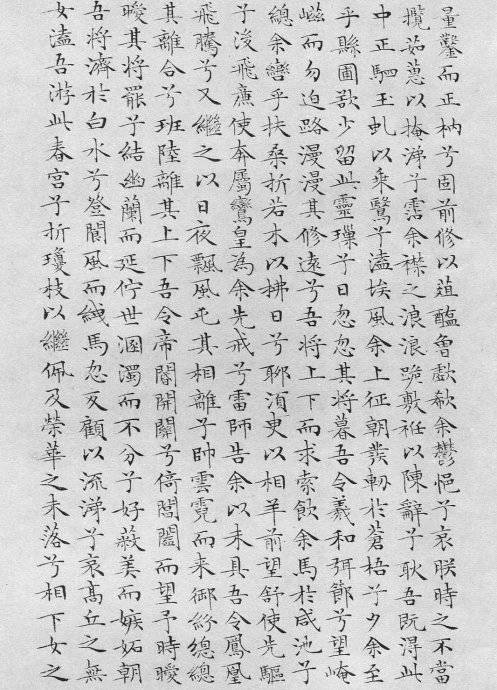 量鑿而正枘兮固前修以菹醢曾歔欷余鬱悒兮哀朕時之不當
攬茹蕙以掩涕兮霑余襟之浪浪跪敷衽以陳辭兮耿吾既得此
中正駟玉虬以乘鷖兮溘埃風余上征朝發軔於蒼梧兮夕余至
乎縣圃欲少留此靈瑣兮日忽忽其將暮吾令羲和弭節兮望崦
嵫而勿迫路漫漫其修遠兮吾將上下而求索飲余馬於咸池兮
總余轡乎扶桑折若木以拂日兮聊須臾以相羊前望舒使先驅
兮後飛廉使奔屬鸞皇為余先戒兮雷師告余以未具吾令鳳凰
飛騰兮又繼之以日夜飄風屯其相離兮帥雲霓而来御紛總總
其離合兮班陸離其上下吾令帝閽開關兮倚閶闔而望予時曖
曖其將罷兮結幽蘭而延佇世溷濁而不分兮好蔽美而嫉妬朝
吾將濟於白水兮登閬風而紲馬忽反顧以流涕兮哀高丘之無
女溘吾游此春宮兮折瓊枝以繼佩及榮華之未落兮相下女之